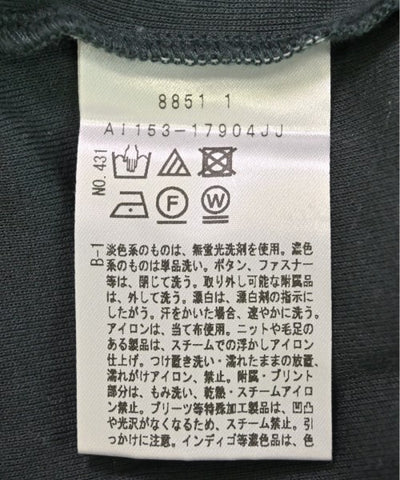 8851 1
A1153-17904JJ
NO.431
F
W
B-1
淡色系のものは、無蛍光洗剤を使用。濃色
系のものは単品洗い。ボタン、ファスナー
等は、閉じて洗う。取り外し可能な附属品
は、外して洗う。漂白は、漂白剤の指示に
したがう。汗をかいた場合、速やかに洗う。
アイロンは、当て布使用。ニットや毛足の
ある製品は、スチームでの浮かしアイロン
仕上げ。つけ置き洗い・濡れたままの放置、
濡れがけアイロン、禁止。附属・プリント
部分は、もみ洗い、乾燥・スチームアイロ
ン禁止。プリーツ等特殊加工製品は、凹凸
や光沢がなくなるため、スチーム禁止。引
っかけに注意。インディゴ等濃色品は、色